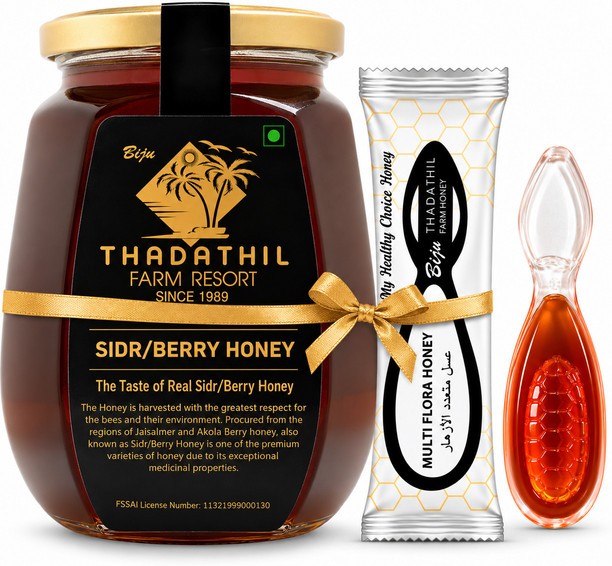 Biju
THADATHIL
FARM RESORT
SINCE 1989
SIDR/BERRY HONEY
The Taste of Real Sidr/Berry Honey
The Honey is harvested with the greatest respect for
the bees and their environment. Procured from the
regions of Jaisalmer and Akola Berry honey, also
known as Sidr/Berry Honey is one of the premium
varieties of honey due to its exceptional
medicinal properties.
FSSAI License Number: 11321999000130
My Healthy Choice Honey
Biju
THADATHIL
FARM HONEY
MULTI FLORA HONEY
عسل متعدد الأزهار